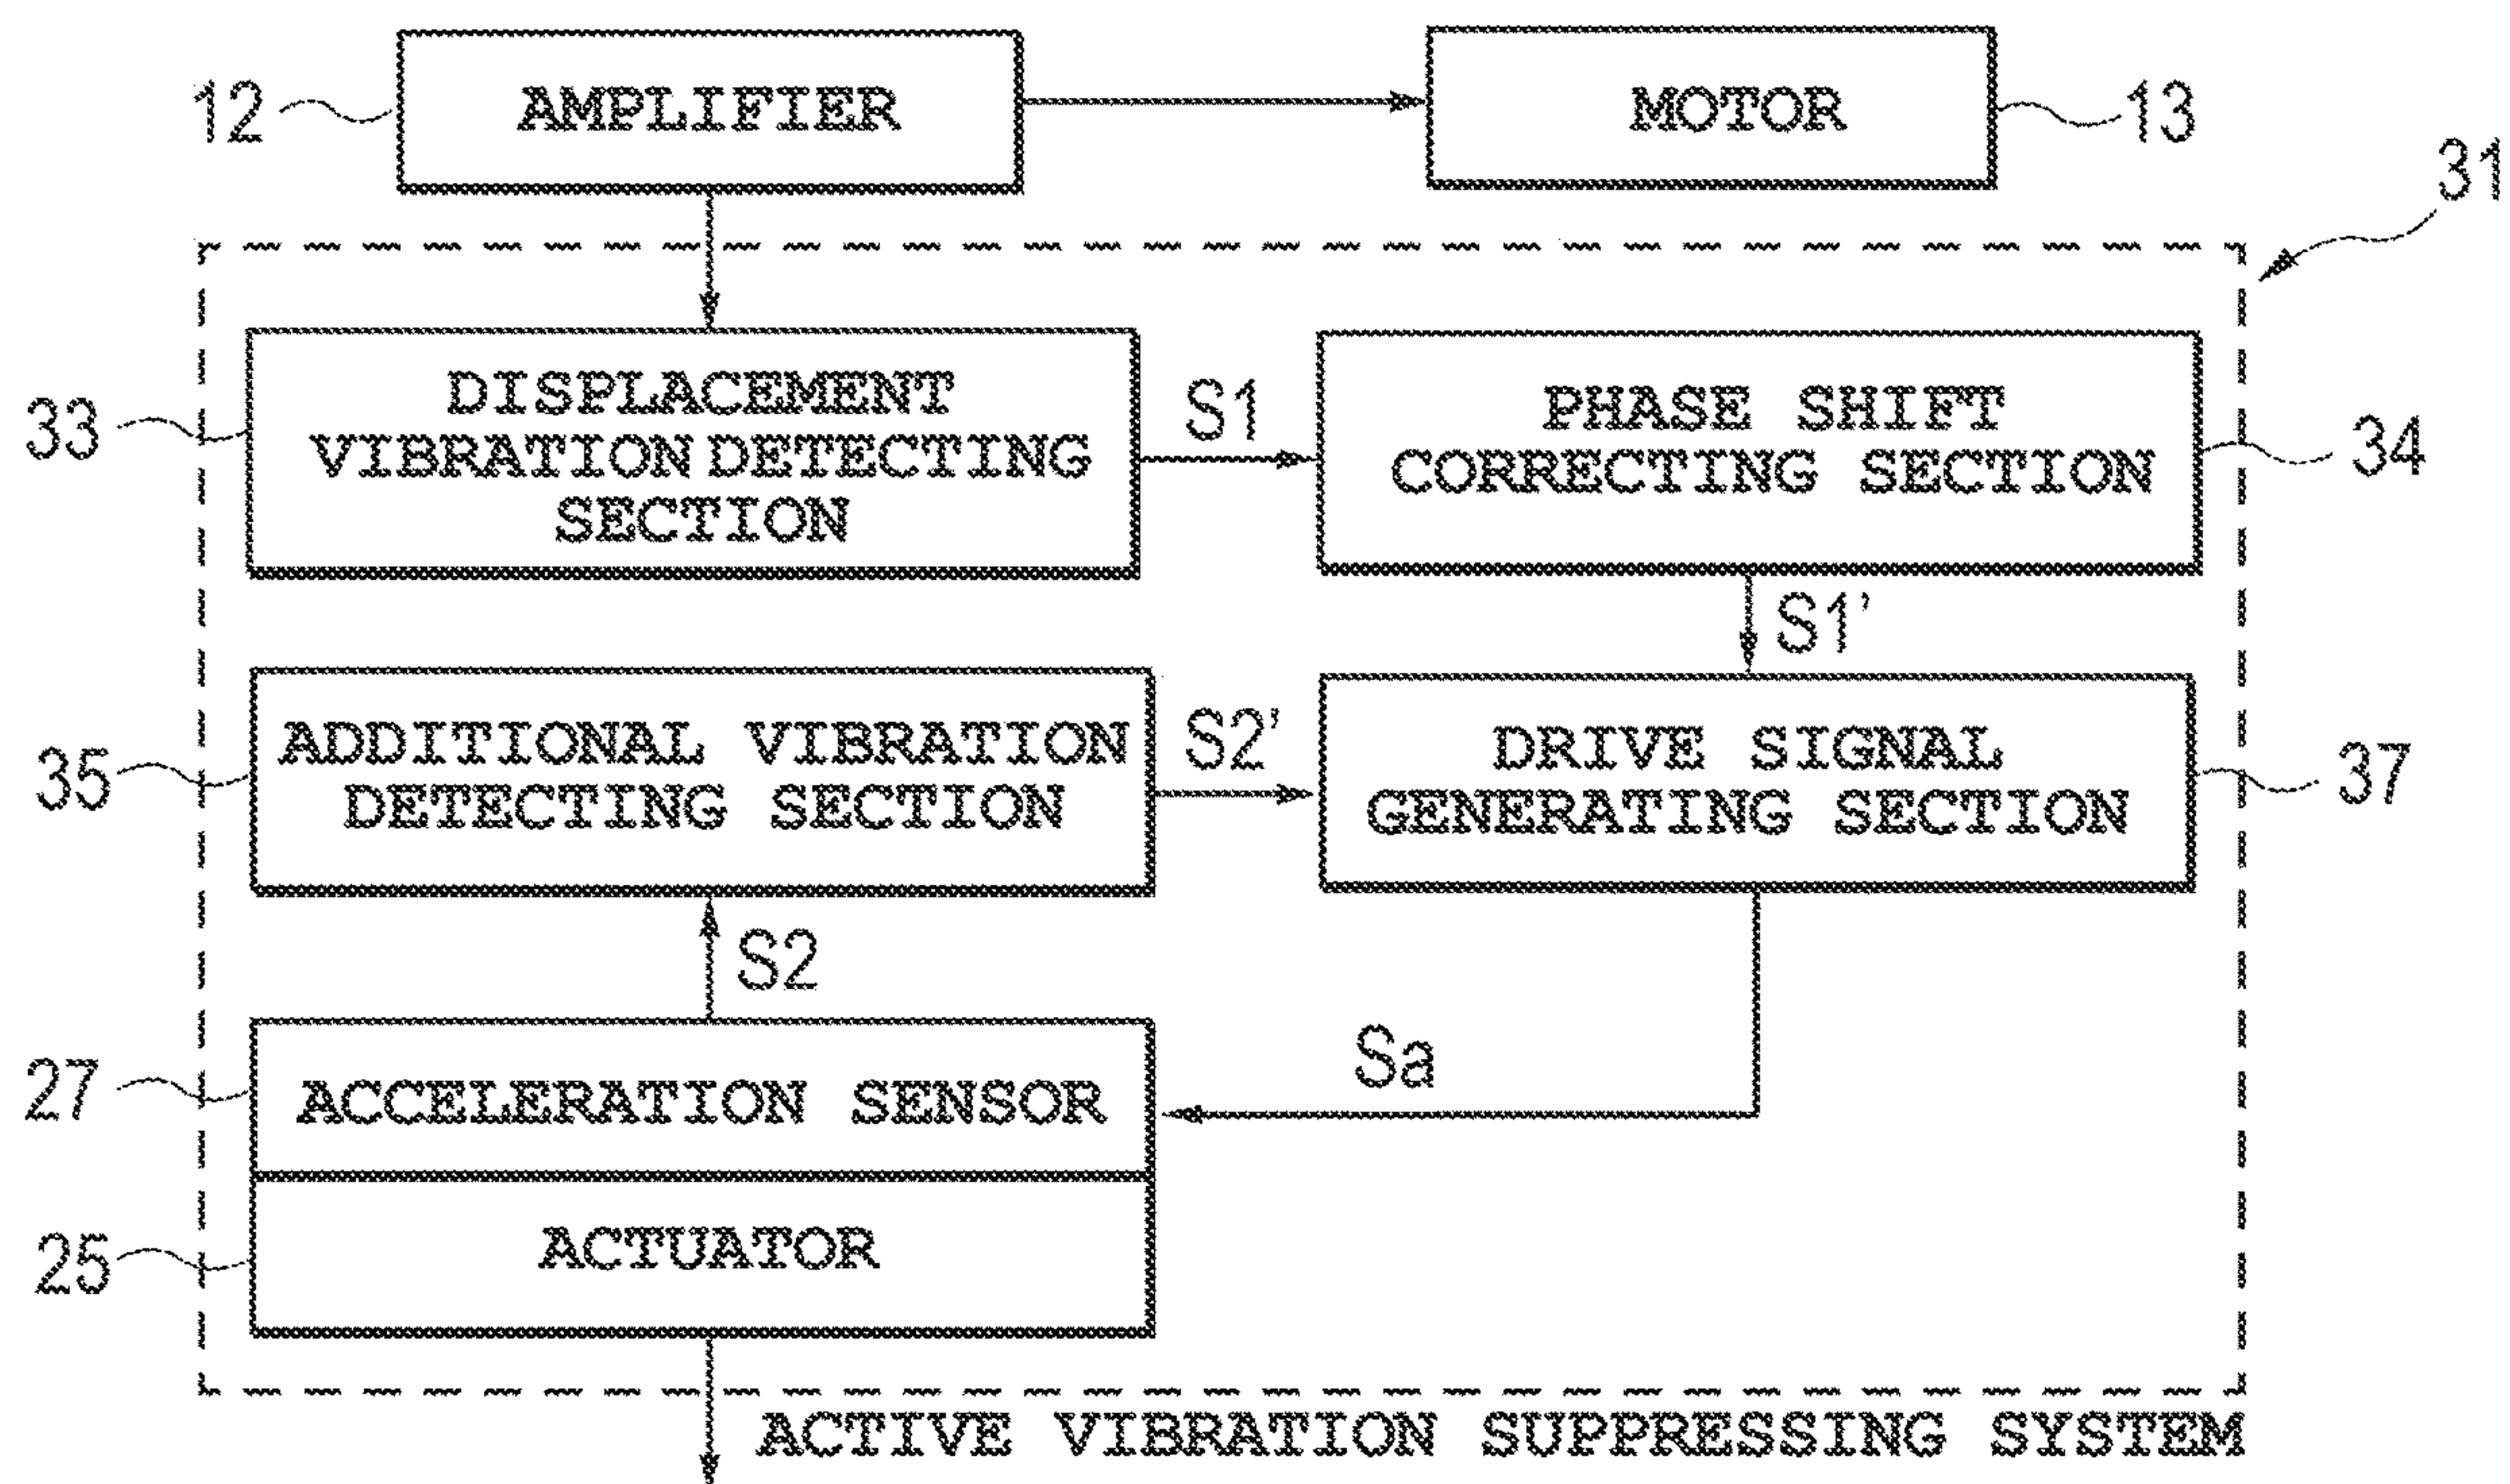 12
AMPLIFIER
MOTOR
13
31
33
DISPLACEMENT
VIBRATION DETECTING
SECTION
S1
PHASE SHIFT
CORRECTING SECTION
34
S1'
35
ADDITIONAL VIBRATION
DETECTING SECTION
S2'
DRIVE SIGNAL
GENERATING SECTION
37
S2
27
ACCELERATION SENSOR
Sa
25
ACTUATOR
ACTIVE VIBRATION SUPPRESSING SYSTEM